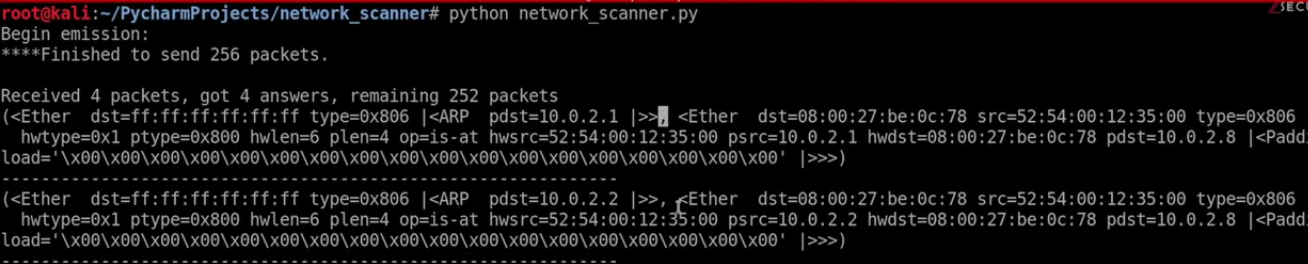 root@kali:~/PycharmProjects/network_scanner# python network_scanner.py
Begin emission:
****Finished to send 256 packets.
Received 4 packets, got 4 answers, remaining 252 packets
(<Ether  dst=ff:ff:ff:ff:ff:ff type=0x806 |<ARP  pdst=10.0.2.1 |>>, <Ether  dst=08:00:27:be:0c:78 src=52:54:00:12:35:00 type=0x806
hwtype=0x1 ptype=0x800 hwlen=6 plen=4 op=is-at hwsrc=52:54:00:12:35:00 psrc=10.0.2.1 hwdst=08:00:27:be:0c:78 pdst=10.0.2.8 |<Padd
load='\x00\x00\x00\x00\x00\x00\x00\x00\x00\x00\x00\x00\x00\x00\x00\x00\x00\x00' |>>>)
-------------------------------------------------------------
(<Ether  dst=ff:ff:ff:ff:ff:ff type=0x806 |<ARP  pdst=10.0.2.2 |>>, <Ether  dst=08:00:27:be:0c:78 src=52:54:00:12:35:00 type=0x806
hwtype=0x1 ptype=0x800 hwlen=6 plen=4 op=is-at hwsrc=52:54:00:12:35:00 psrc=10.0.2.2 hwdst=08:00:27:be:0c:78 pdst=10.0.2.8 |<Padd
load='\x00\x00\x00\x00\x00\x00\x00\x00\x00\x00\x00\x00\x00\x00\x00\x00\x00\x00' |>>>)
-------------------------------------------------------------